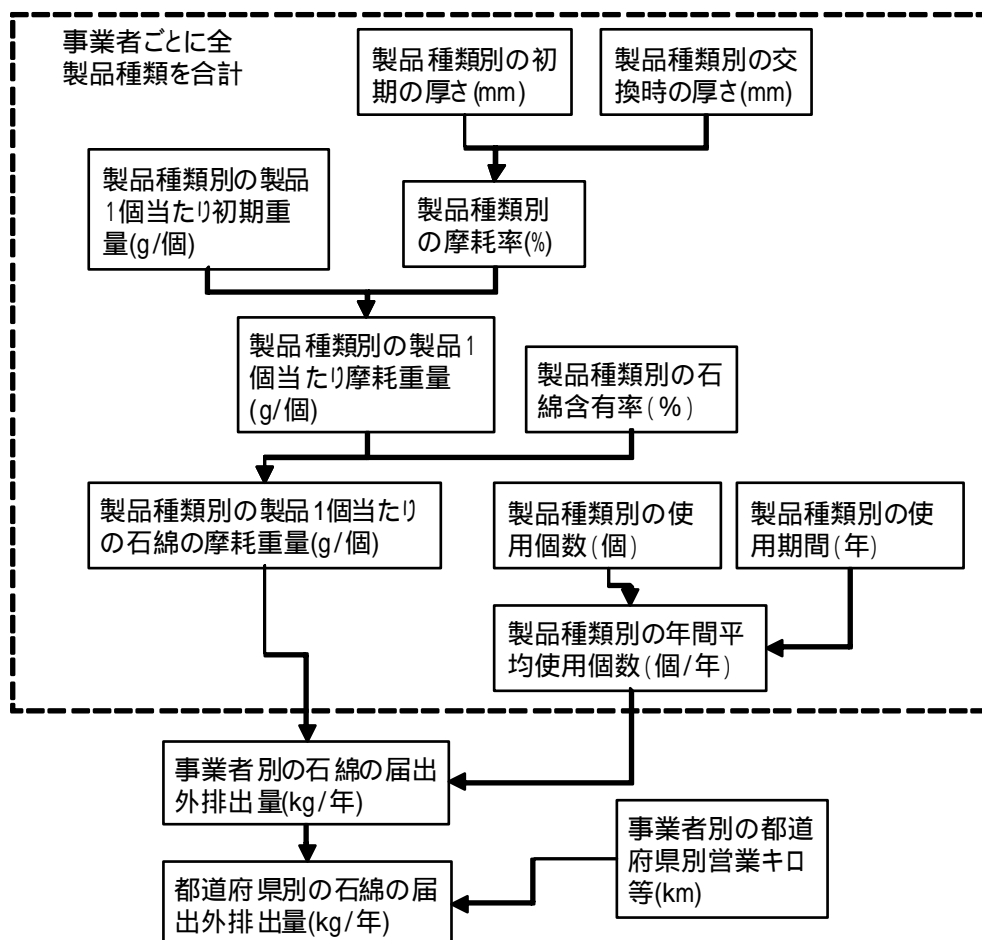 事業者ごとに全
製品種類を合計
製品種類別の初
期の厚さ(mm)
製品種類別の交
換時の厚さ(mm)
製品種類別の製品
1個当たり初期重
量(g/個)
製品種類別
の摩耗率(%)
製品種類別の製品1
個当たり摩耗重量
(g/個)
製品種類別の石
綿含有率(%)
製品種類別の製品1個当たり
の石綿の摩耗重量(g/個)
製品種類別の使
用個数(個)
製品種類別の使
用期間(年)
製品種類別の年間平
均使用個数(個/年)
事業者別の石綿の届出
外排出量(kg/年)
事業者別の都道
府県別営業キロ
等(km)
都道府県別の石綿の届
出外排出量(kg/年)